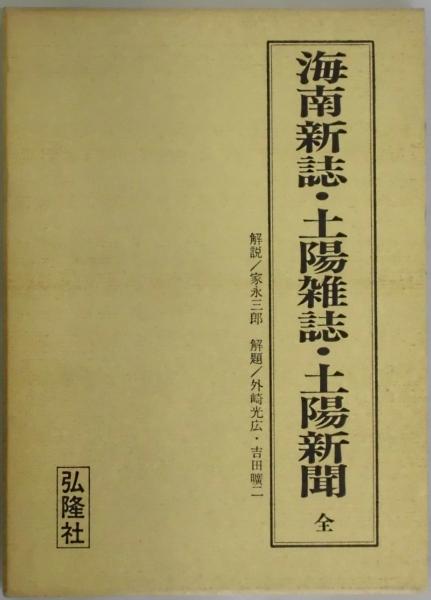 海南新誌・土陽雑誌・土陽新聞 全
解説/家永三郎 解題/外崎光広・吉田曠二
弘隆社